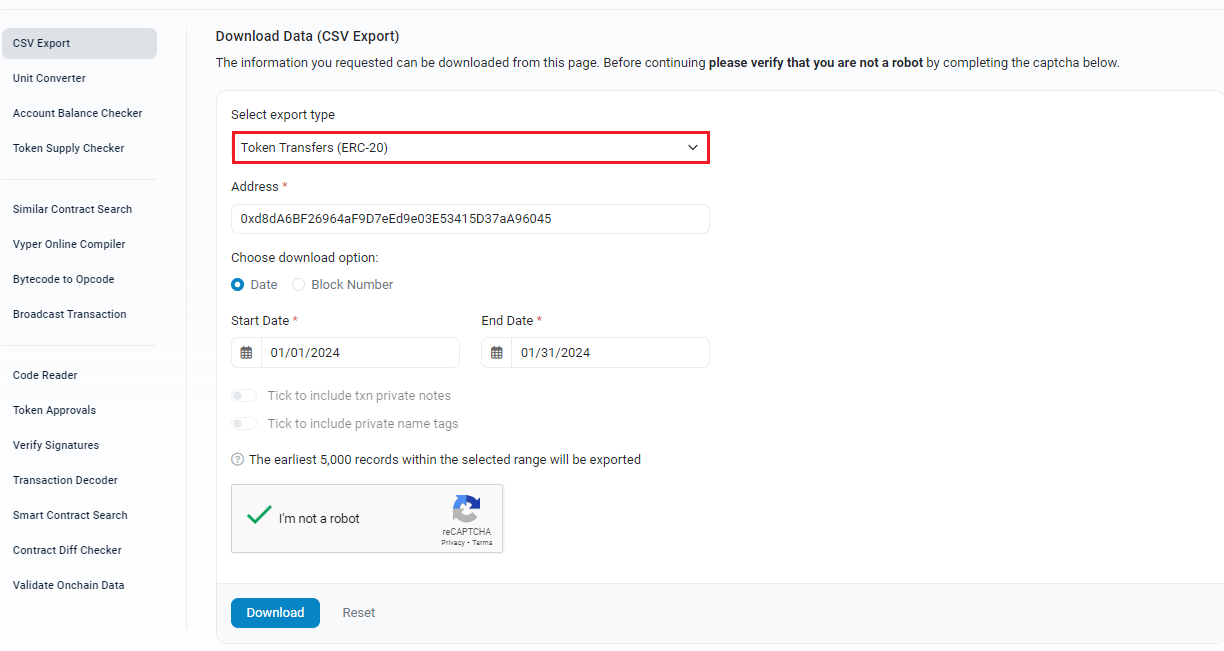 CSV Export
Unit Converter
Account Balance Checker
Token Supply Checker
Similar Contract Search
Vyper Online Compiler
Bytecode to Opcode
Broadcast Transaction
Code Reader
Token Approvals
Verify Signatures
Transaction Decoder
Smart Contract Search
Contract Diff Checker
Validate Onchain Data
Download Data (CSV Export)
The information you requested can be downloaded from this page. Before continuing please verify that you are not a robot by completing the captcha below.
Select export type
Token Transfers (ERC-20)
Address *
0xd8dA6BF26964aF9D7eEd9e03E53415D37aA96045
Choose download option:
Date Block Number
Start Date * End Date *
01/01/2024 01/31/2024
Tick to include txn private notes
Tick to include private name tags
? The earliest 5,000 records within the selected range will be exported
I'm not a robot
reCAPTCHA
Privacy - Terms
Download Reset